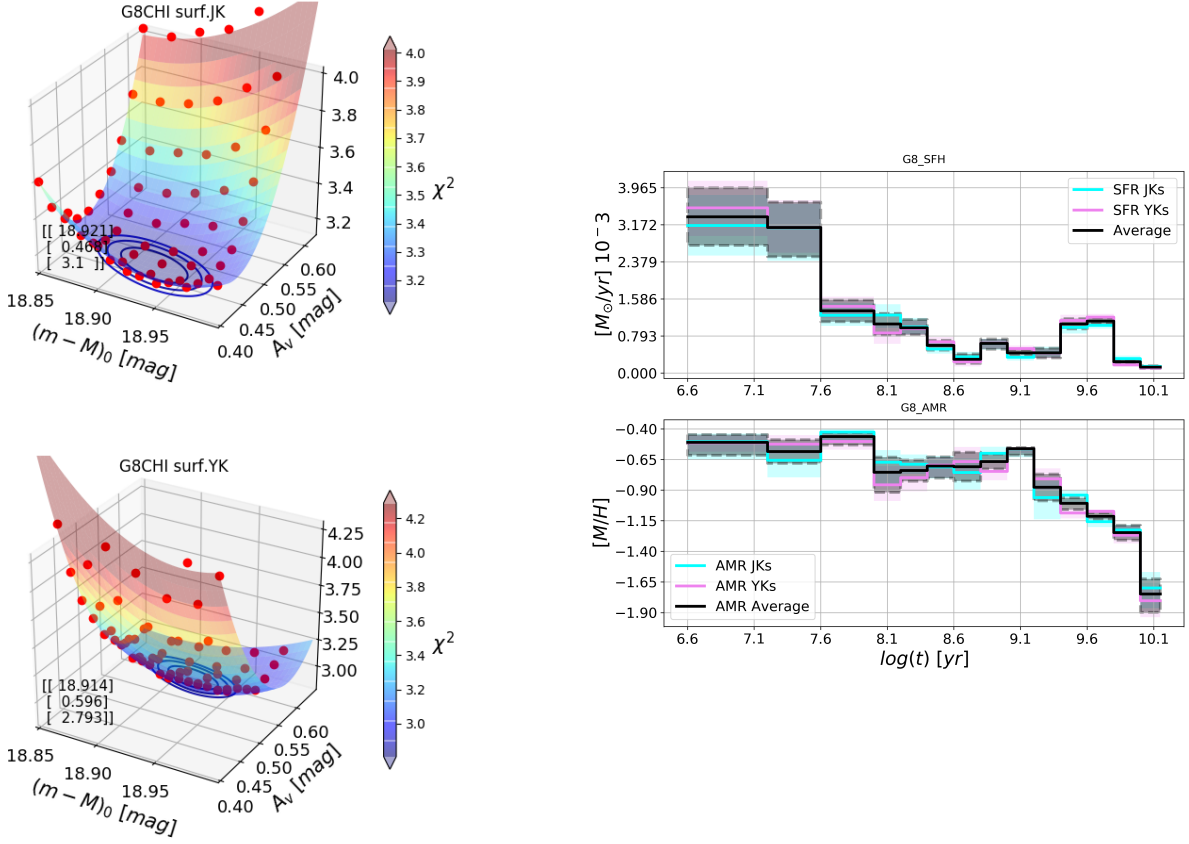 G8CHI surf.JK
4.0
3.8
3.6
3.4
3.2
[[ 18.921]
[ 0.468]
[ 3.1 ]]
18.85
18.90
18.95
(m − M)₀ [mag]
0.40
0.45
0.50
0.55
0.60
Aᵥ [mag]
4.0
3.9
3.8
3.7
3.6
3.5
3.4
3.3
3.2
χ²
G8CHI surf.YK
4.25
4.00
3.75
3.50
3.25
3.00
[[ 18.914]
[ 0.596]
[ 2.793]]
18.85
18.90
18.95
(m − M)₀ [mag]
0.40
0.45
0.50
0.55
0.60
Aᵥ [mag]
4.2
4.0
3.8
3.6
3.4
3.2
3.0
χ²
G8_SFH
3.965
3.172
2.379
1.586
0.793
0.000
[M⊙/yr] 10⁻3
SFR JKs
SFR YKs
Average
6.6 7.1 7.6 8.1 8.6 9.1 9.6 10.1
G8_AMR
−0.40
−0.65
−0.90
−1.15
−1.40
−1.65
−1.90
[M/H]
AMR JKs
AMR YKs
AMR Average
6.6 7.1 7.6 8.1 8.6 9.1 9.6 10.1
log(t) [yr]